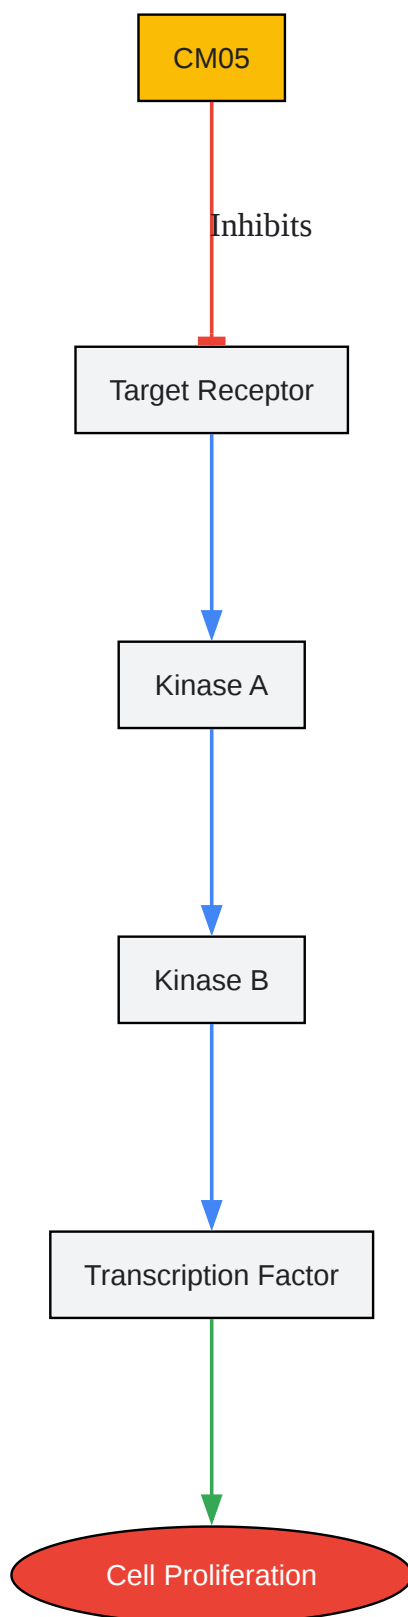 CM05
Inhibits
Target Receptor
Kinase A
Kinase B
Transcription Factor
Cell Proliferation